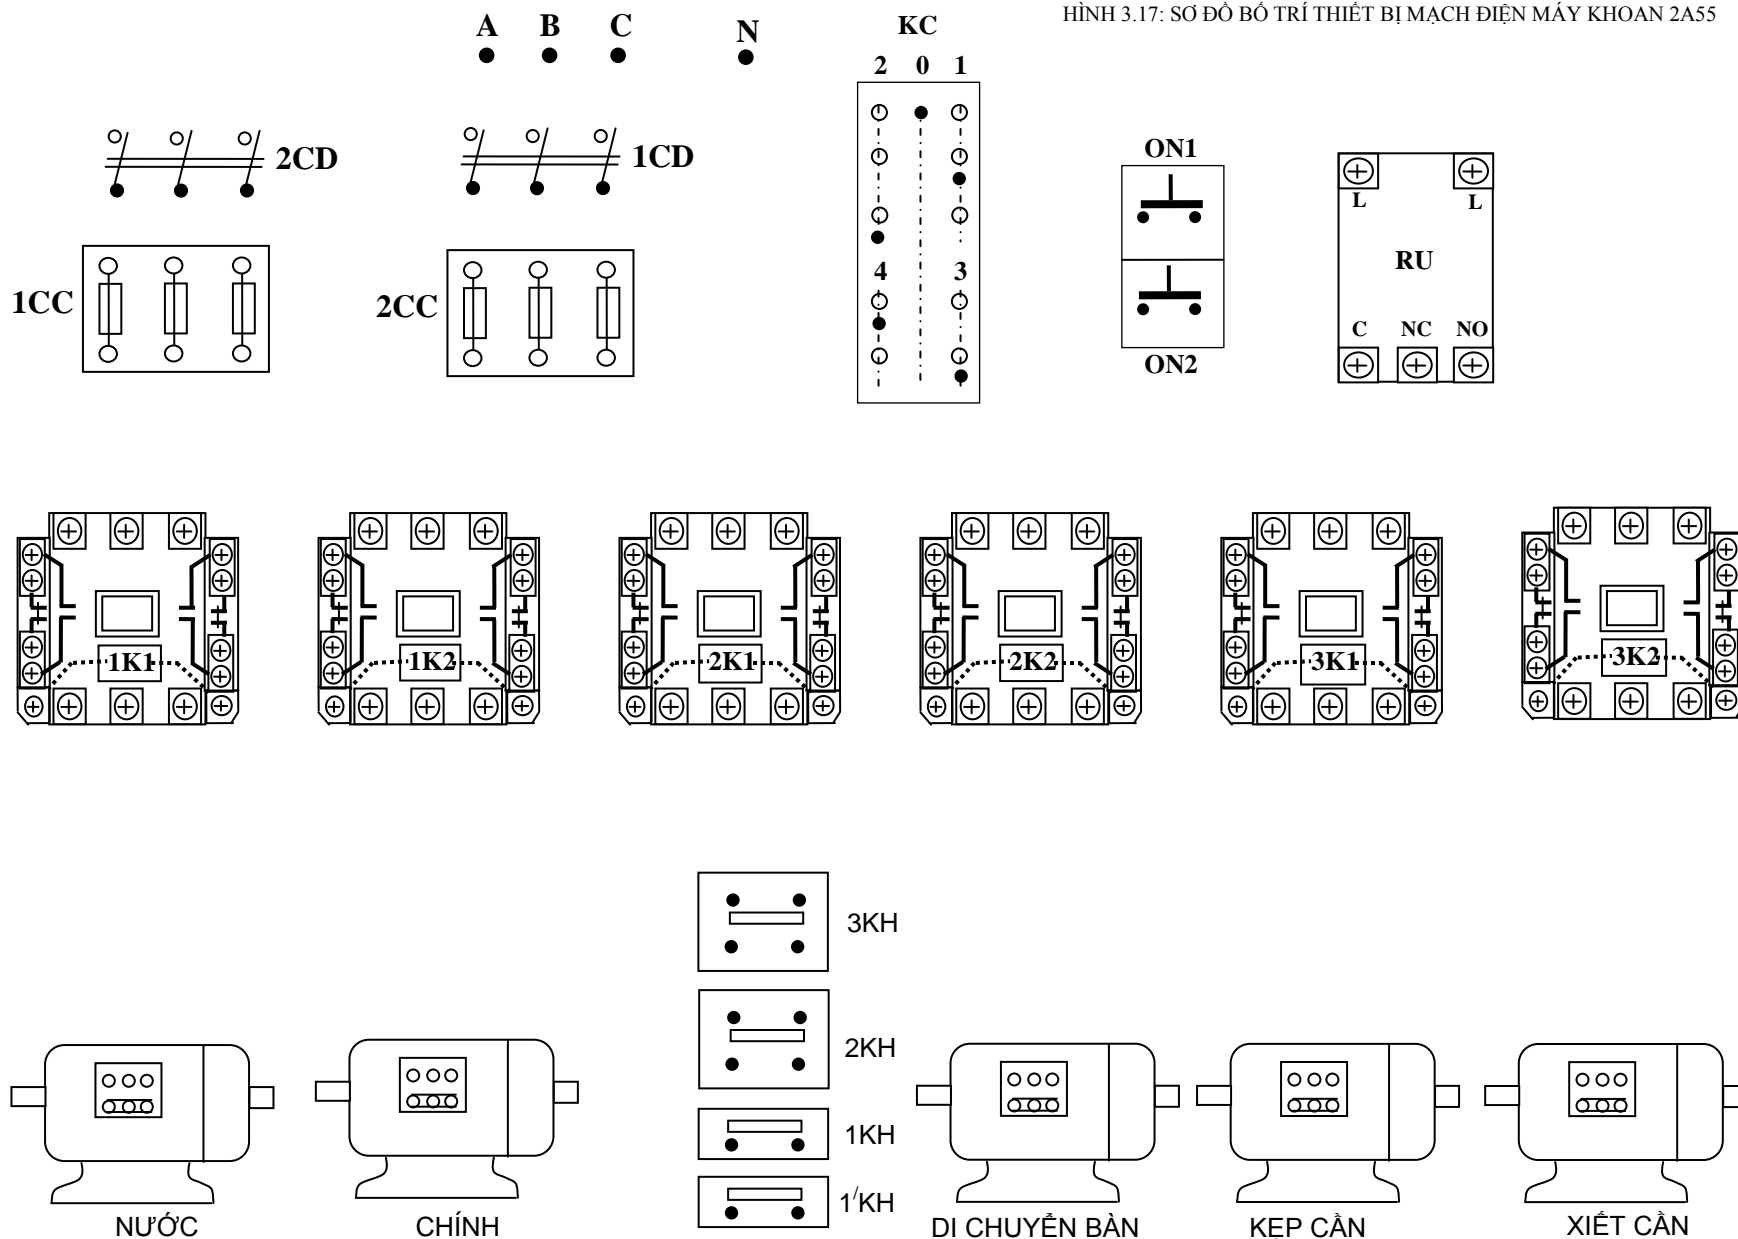 HÌNH 3.17: SƠ ĐỒ BỐ TRÍ THIẾT BỊ MẠCH ĐIỆN MÁY KHOAN 2A55
A B C N
KC
2 0 1
2CD
1CD
ON1
L L
RU
1CC
2CC
4 3
C NC NO
ON2
1K1 1K2 2K1 2K2 3K1 3K2
3KH
2KH
1KH
1/KH
NƯỚC CHÍNH DI CHUYỂN BÀN KẸP CẦN XIẾT CẦN